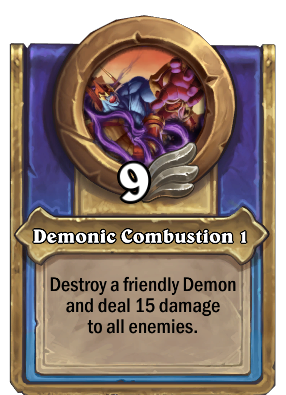 9
Demonic Combustion 1
Destroy a friendly Demon
and deal 15 damage
to all enemies.